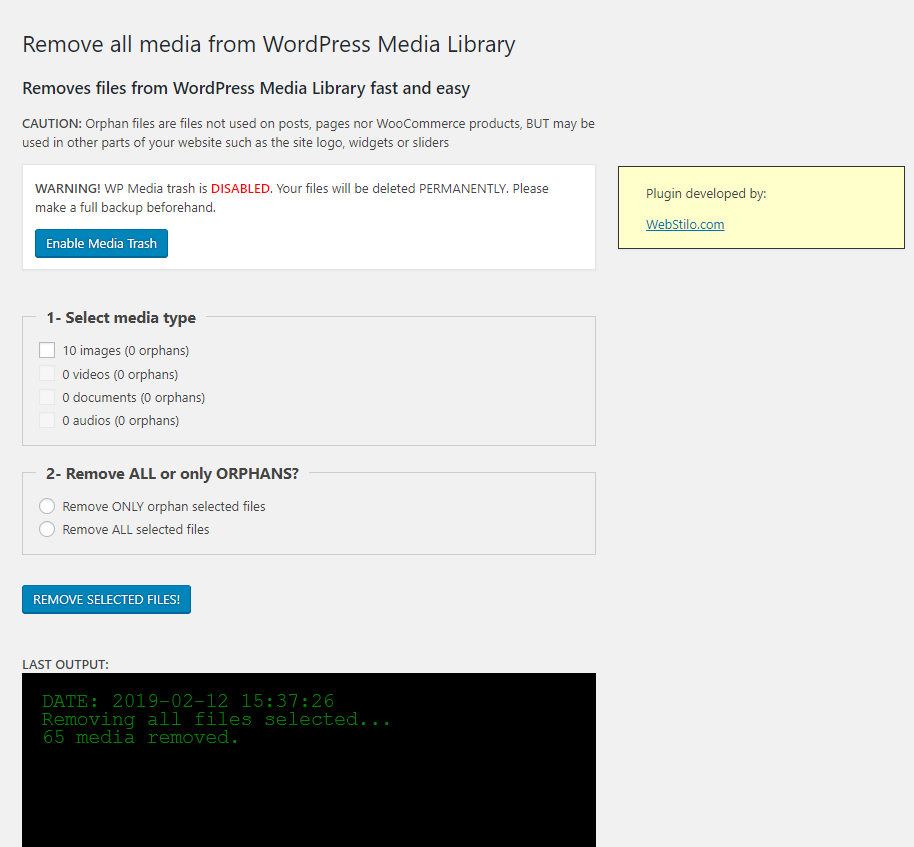 Remove all media from WordPress Media Library
Removes files from WordPress Media Library fast and easy
CAUTION: Orphan files are files not used on posts, pages nor WooCommerce products, BUT may be
used in other parts of your website such as the site logo, widgets or sliders
WARNING! WP Media trash is DISABLED. Your files will be deleted PERMANENTLY. Please
make a full backup beforehand.
Enable Media Trash
Plugin developed by:
WebStilo.com
1- Select media type
10 images (0 orphans)
0 videos (0 orphans)
0 documents (0 orphans)
0 audios (0 orphans)
2- Remove ALL or only ORPHANS?
Remove ONLY orphan selected files
Remove ALL selected files
REMOVE SELECTED FILES!
LAST OUTPUT:
DATE: 2019-02-12 15:37:26
Removing all files selected...
65 media removed.